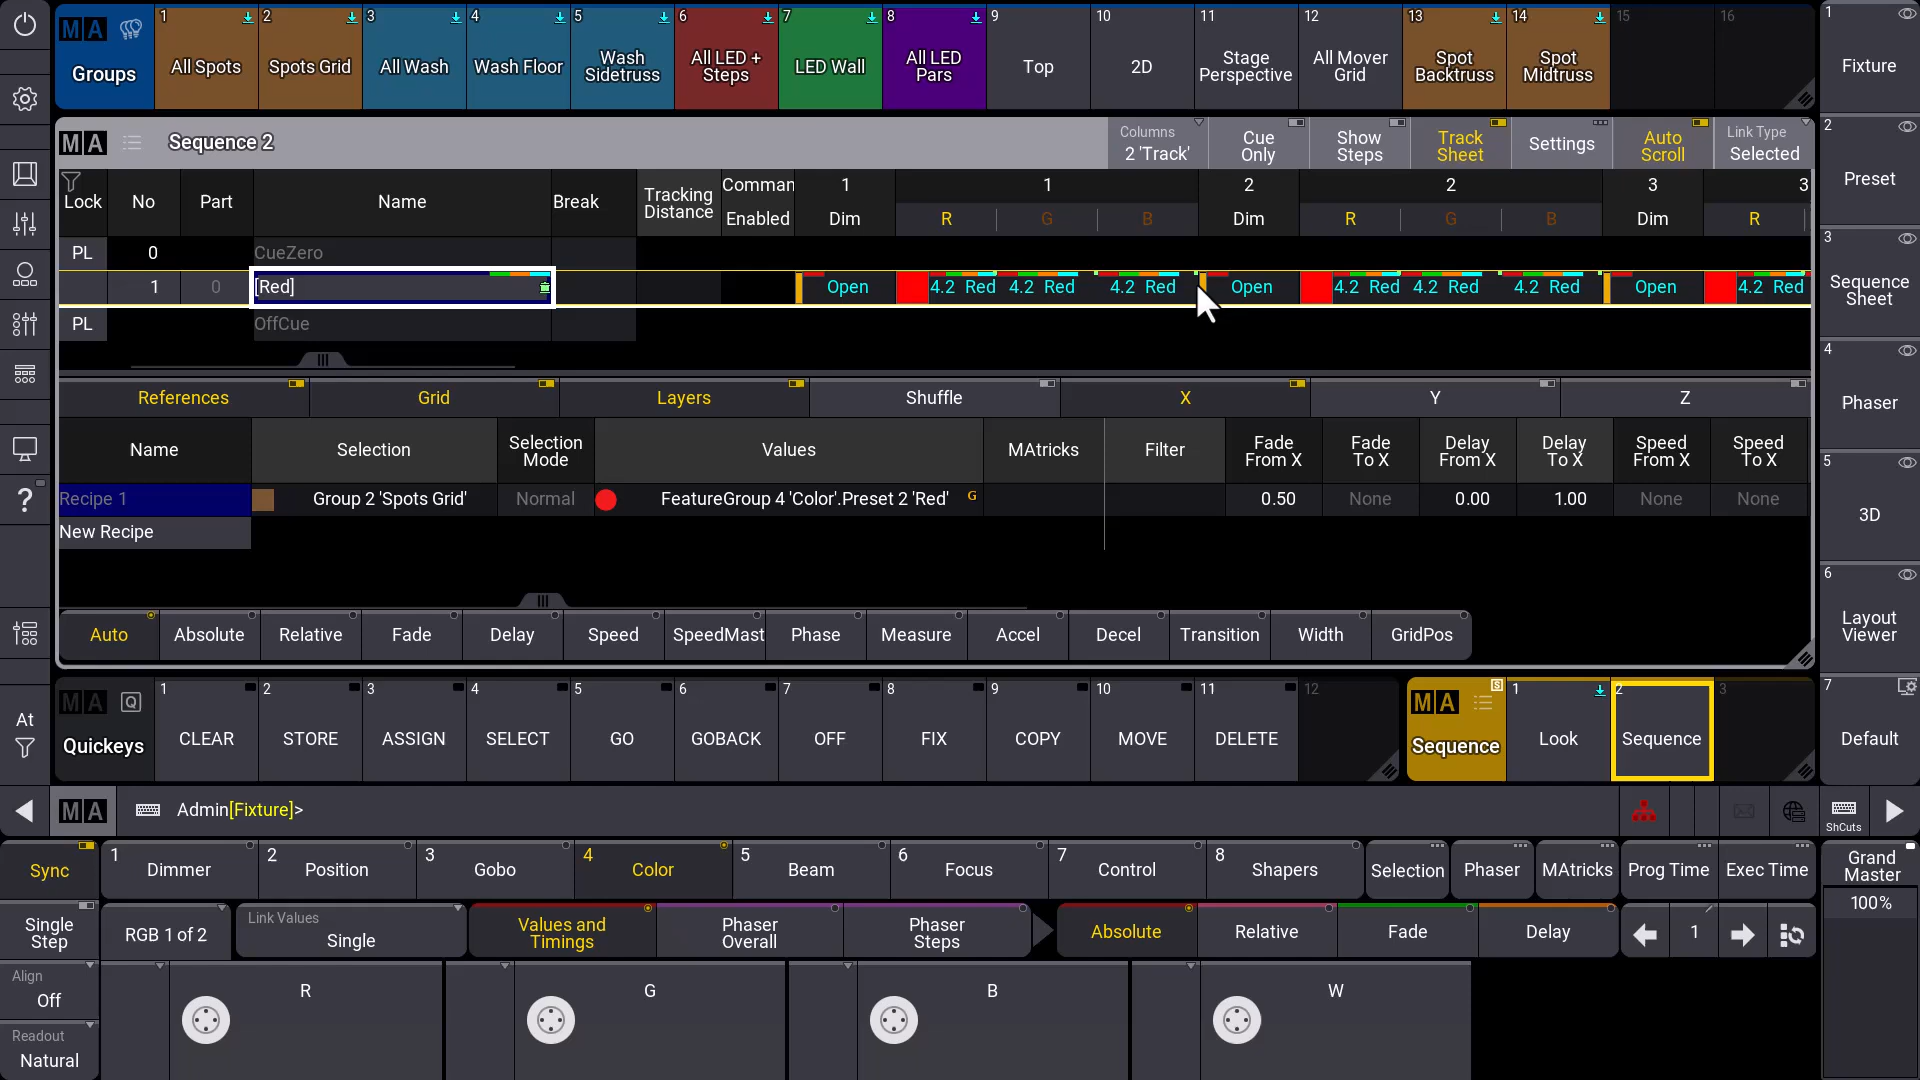 MA Groups
1 All Spots
2 Spots Grid
3 All Wash
4 Wash Floor
5 Wash Sidetruss
6 All LED + Steps
7 LED Wall
8 All LED Pars
9 Top
10 2D
11 Stage Perspective
12 All Mover Grid
13 Spot Backtruss
14 Spot Midtruss
15
16
1 Fixture
2 Preset
3 Sequence Sheet
4 Phaser
5 3D
6 Layout Viewer
7 Default
MA Sequence 2
Columns 2 'Track'
Cue Only
Show Steps
Track Sheet
Settings
Auto Scroll
Link Type Selected
Lock No Part Name Break Tracking Distance Comman Enabled 1 Dim 1 R G B 2 Dim 2 R G B 3 Dim 3 R
PL 0 CueZero
1 0 [Red] Open 4.2 Red 4.2 Red 4.2 Red Open 4.2 Red 4.2 Red 4.2 Red Open 4.2 Red
PL OffCue
References Grid Layers Shuffle X Y Z
Name Selection Selection Mode Values MAtricks Filter Fade From X Fade To X Delay From X Delay To X Speed From X Speed To X
Recipe 1 Group 2 'Spots Grid' Normal FeatureGroup 4 'Color'.Preset 2 'Red' G 0.50 None 0.00 1.00 None None
New Recipe
Auto Absolute Relative Fade Delay Speed SpeedMast Phase Measure Accel Decel Transition Width GridPos
At
MA Q Quickeys
1 CLEAR
2 STORE
3 ASSIGN
4 SELECT
5 GO
6 GOBACK
7 OFF
8 FIX
9 COPY
10 MOVE
11 DELETE
12
MA S Sequence
1 Look
2 Sequence
3
MA Admin[Fixture]>
ShCuts
Sync
1 Dimmer
2 Position
3 Gobo
4 Color
5 Beam
6 Focus
7 Control
8 Shapers
Selection
Phaser
MAtricks
Prog Time
Exec Time
Grand Master
100%
Single Step
RGB 1 of 2
Link Values Single
Values and Timings
Phaser Overall
Phaser Steps
Absolute
Relative
Fade
Delay
1
Align Off
Readout Natural
R
G
B
W